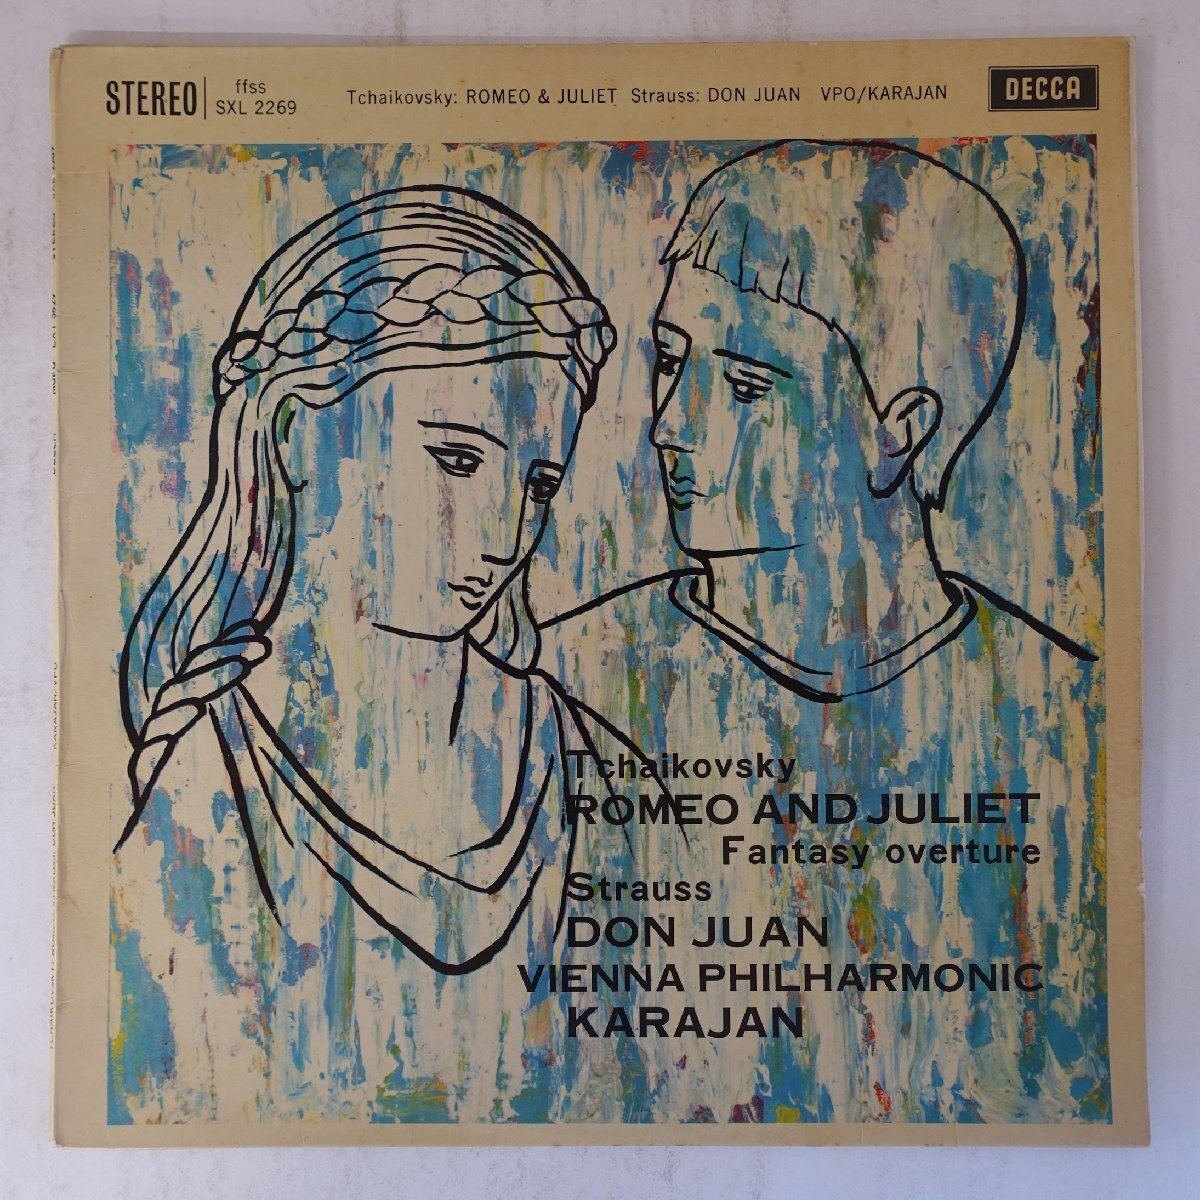 STEREO
ffss
SXL 2269
Tchaikovsky: ROMEO & JULIET Strauss: DON JUAN VPO/KARAJAN
DECCA
Tchaikovsky
ROMEO AND JULIET
Fantasy overture
Strauss
DON JUAN
VIENNA PHILHARMONIC
KARAJAN